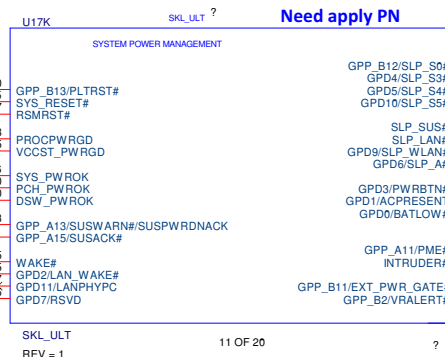 U17K
SKL_ULT
?
Need apply PN
SYSTEM POWER MANAGEMENT
GPP_B13/PLTRST#
SYS_RESET#
RSMRST#
PROCPWRGD
VCCST_PWRGD
SYS_PWROK
PCH_PWROK
DSW_PWROK
GPP_A13/SUSWARN#/SUSPWRDNACK
GPP_A15/SUSACK#
WAKE#
GPD2/LAN_WAKE#
GPD11/LANPHYPC
GPD7/RSVD
GPP_B12/SLP_S0#
GPD4/SLP_S3#
GPD5/SLP_S4#
GPD10/SLP_S5#
SLP_SUS#
SLP_LAN#
GPD9/SLP_WLAN#
GPD6/SLP_A#
GPD3/PWRBTN#
GPD1/ACPRESENT
GPD0/BATLOW#
GPP_A11/PME#
INTRUDER#
GPP_B11/EXT_PWR_GATE#
GPP_B2/VRALERT#
SKL_ULT
REV = 1
11 OF 20
?